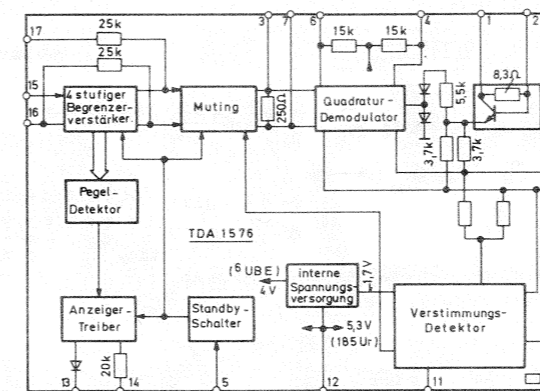 3 7 6 4 1 2
17
25k
25k
15k 15k
15
16
4 stufiger
Begrenzer-
verstärker.
Muting
250Ω
Quadratur-
Demodulator
5,5k
8,3Ω
3,7k
3,7k
Pegel-
Detektor
TDA 1576
(6 UBE)
4V
interne
Spannungs-
versorgung
1,7V
5,3V
(185Ur)
Anzeiger-
Treiber
Standby-
Schalter
Verstimmungs-
Detektor
20k
13 14 5 12 11